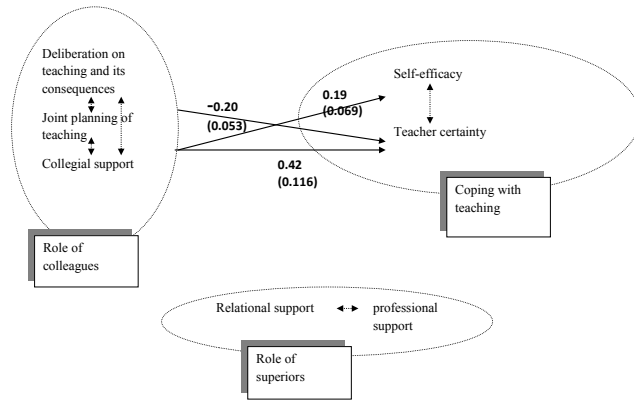 Deliberation on
teaching and its
consequences
Joint planning of
teaching
Collegial support
−0.20
(0.053)
0.19
(0.069)
0.42
(0.116)
Self-efficacy
Teacher certainty
Coping with
teaching
Role of
colleagues
Relational support
professional
support
Role of
superiors